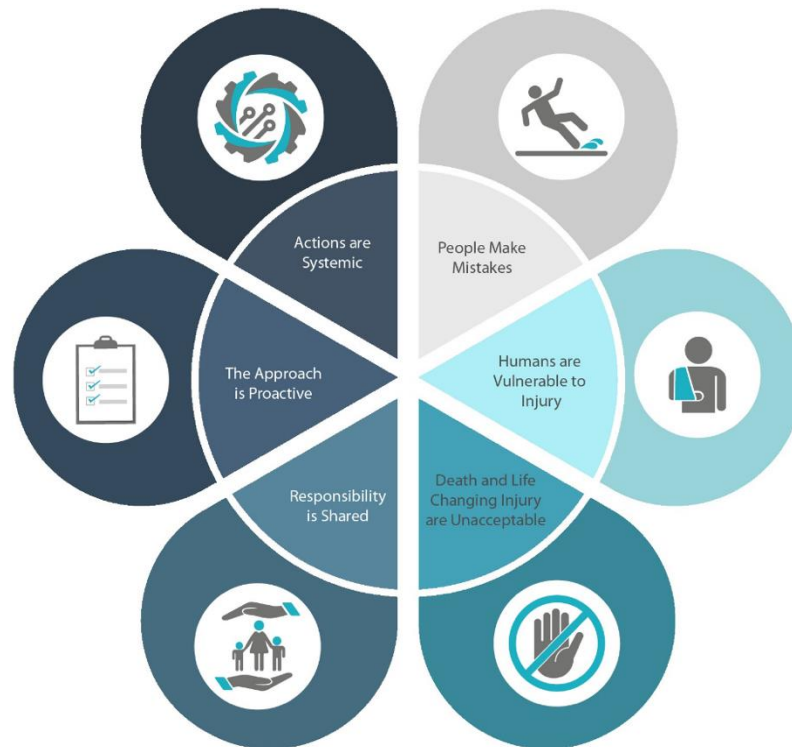 Actions are
Systemic
People Make
Mistakes
The Approach
is Proactive
Humans are
Vulnerable to
Injury
Responsibility
is Shared
Death and Life
Changing Injury
are Unacceptable